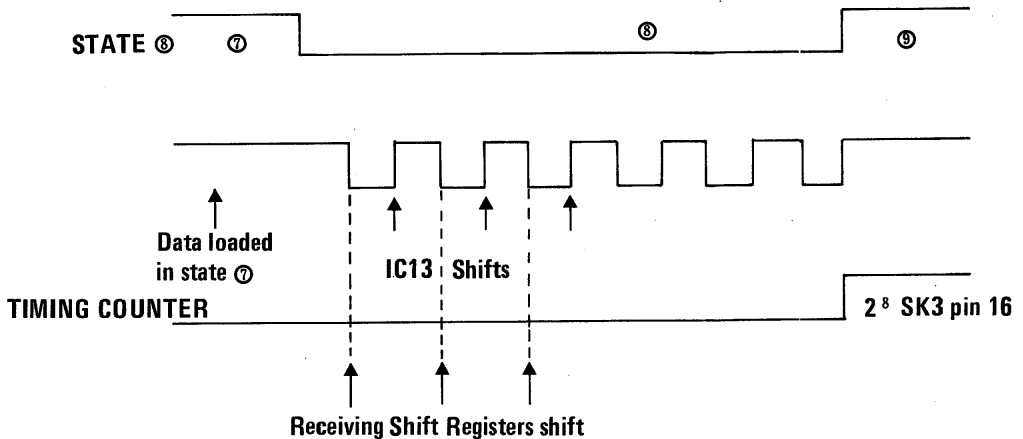 STATE ⑧ ⑦ ⑧ ⑨
Data loaded
in state ⑦
IC13 Shifts
TIMING COUNTER
2⁸ SK3 pin 16
Receiving Shift Registers shift